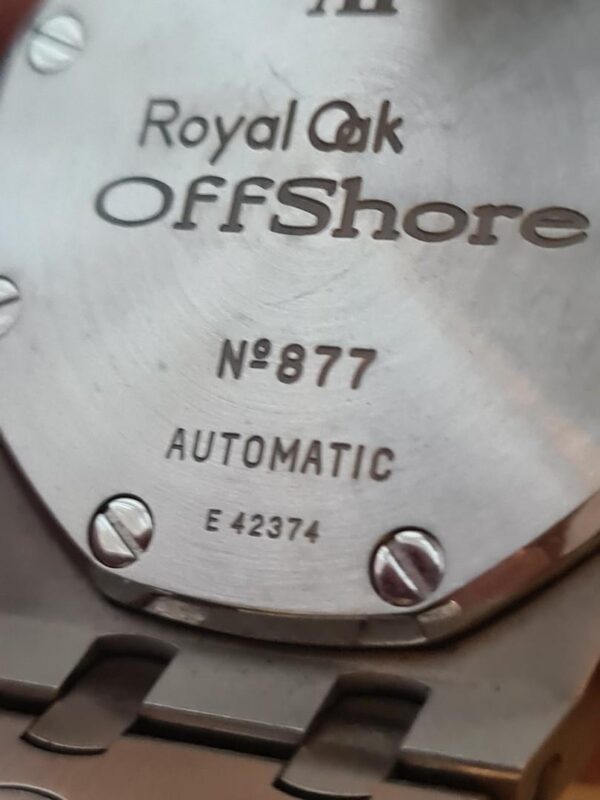 Royal Oak
OffShore
Nº877
AUTOMATIC
E 42374